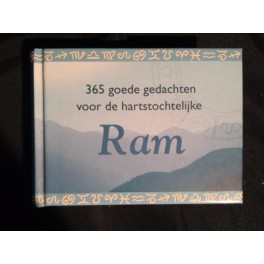 365 goede gedachten
voor de hartstochtelijke
Ram